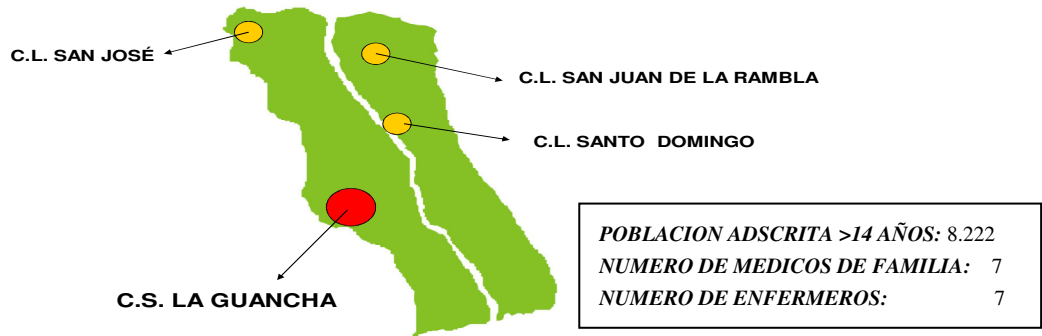 C.L. SAN JOSÉ
C.L. SAN JUAN DE LA RAMBLA
C.L. SANTO DOMINGO
C.S. LA GUANCHA
POBLACION ADSCRITA >14 AÑOS: 8.222
NUMERO DE MEDICOS DE FAMILIA: 7
NUMERO DE ENFERMEROS: 7